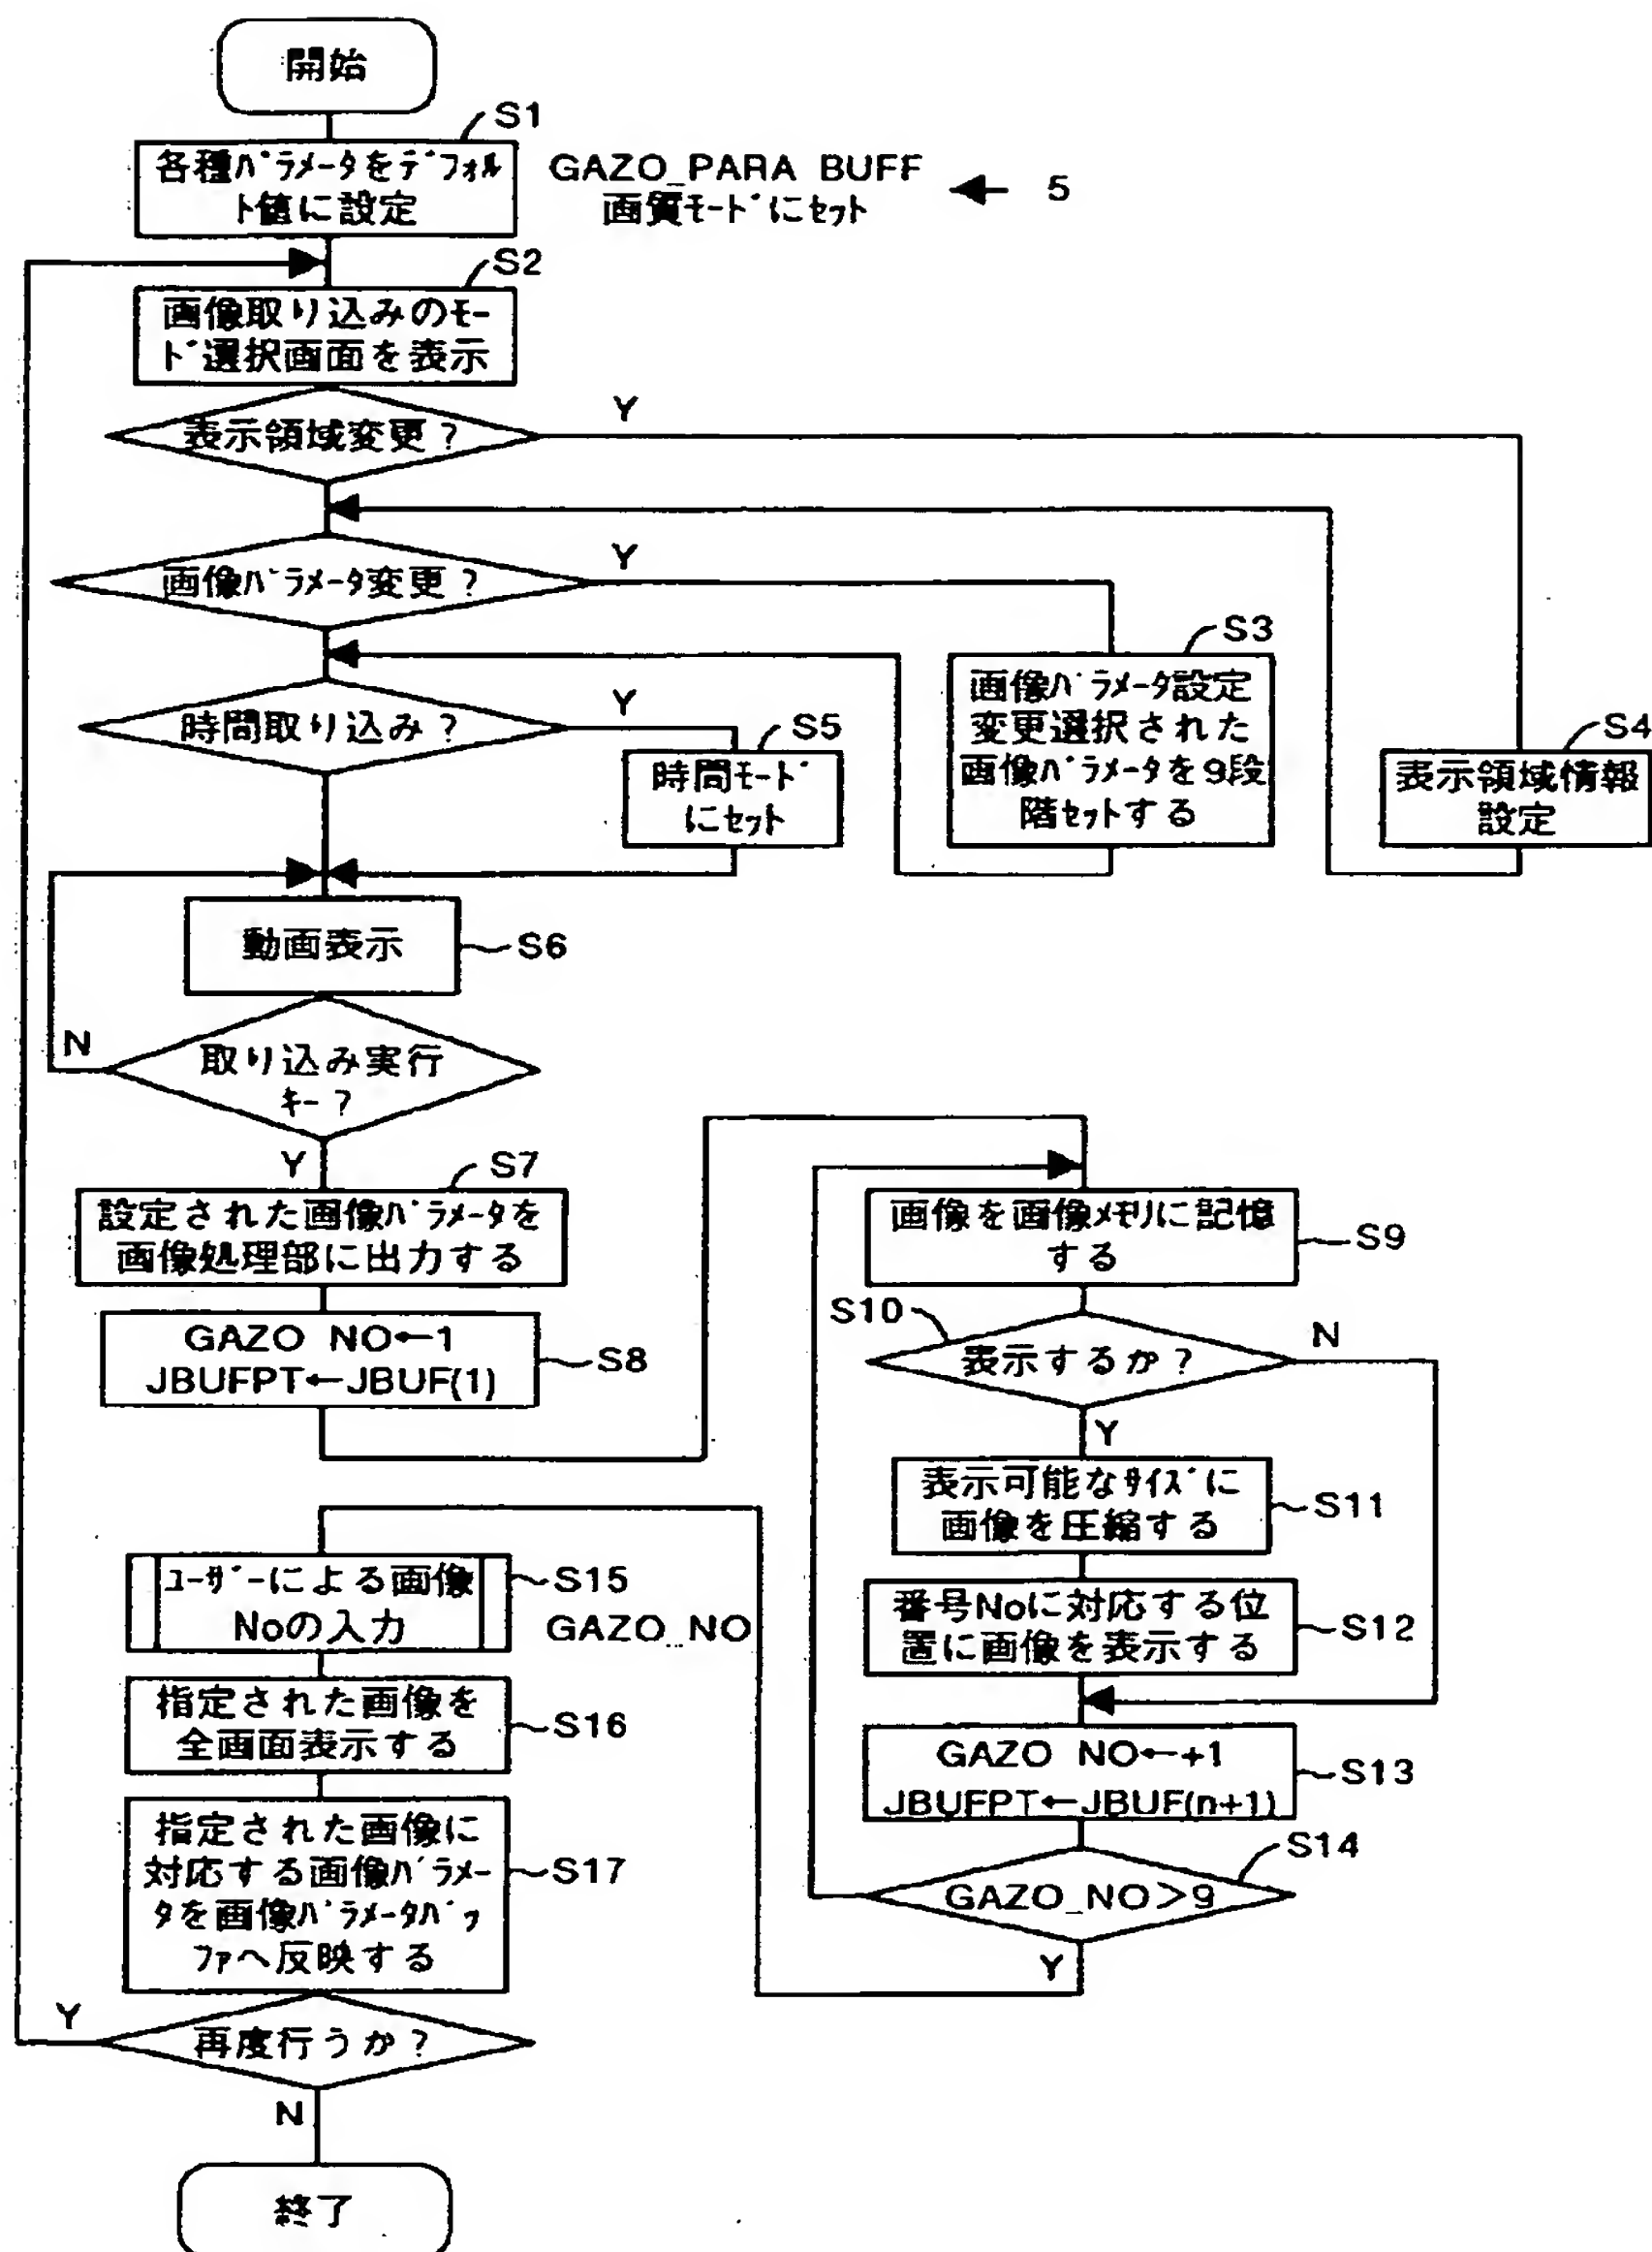 開始
S1
各種パラメータをデフォル
ト値に設定
GAZO_PARA BUFF
画質モードにセット
5
S2
画像取り込みのモー
ド選択画面を表示
表示領域変更?
Y
画像パラメータ変更?
Y
S3
画像パラメータ設定
変更選択された
画像パラメータを9段
階セットする
S4
表示領域情報
設定
時間取り込み?
Y
S5
時間モード
にセット
動画表示
S6
N
取り込み実行
キー?
Y
S7
設定された画像パラメータを
画像処理部に出力する
GAZO NO←1
JBUFPT←JBUF(1)
S8
画像を画像メモリに記憶
する
S9
S10
表示するか?
N
Y
表示可能なサイズに
画像を圧縮する
S11
番号Noに対応する位
置に画像を表示する
S12
GAZO NO←+1
JBUFPT←JBUF(n+1)
S13
S14
GAZO_NO>9
Y
ユーザーによる画像
Noの入力
S15
GAZO_NO
指定された画像を
全画面表示する
S16
指定された画像に
対応する画像パラメー
タを画像パラメータバッ
ファへ反映する
S17
Y
再度行うか?
N
終了